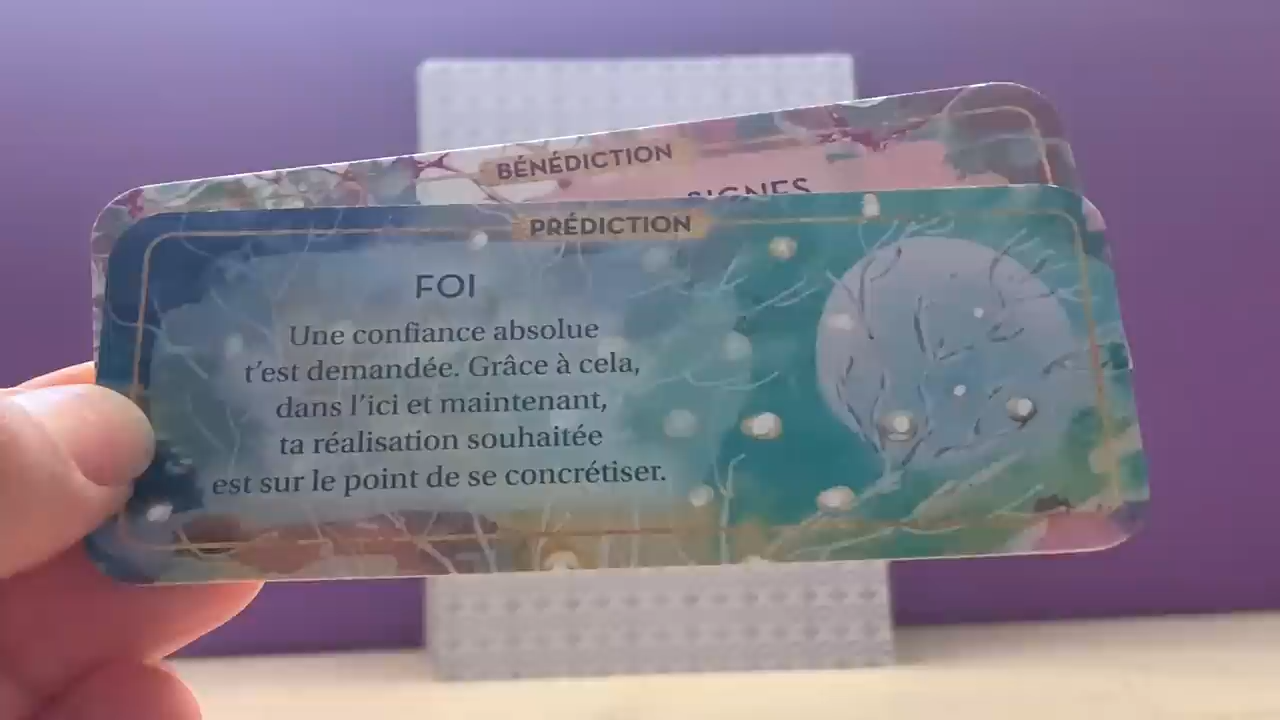 BÉNÉDICTION
SIGNES
PRÉDICTION
FOI
Une confiance absolue
t'est demandée. Grâce à cela,
dans l'ici et maintenant,
ta réalisation souhaitée
est sur le point de se concrétiser.